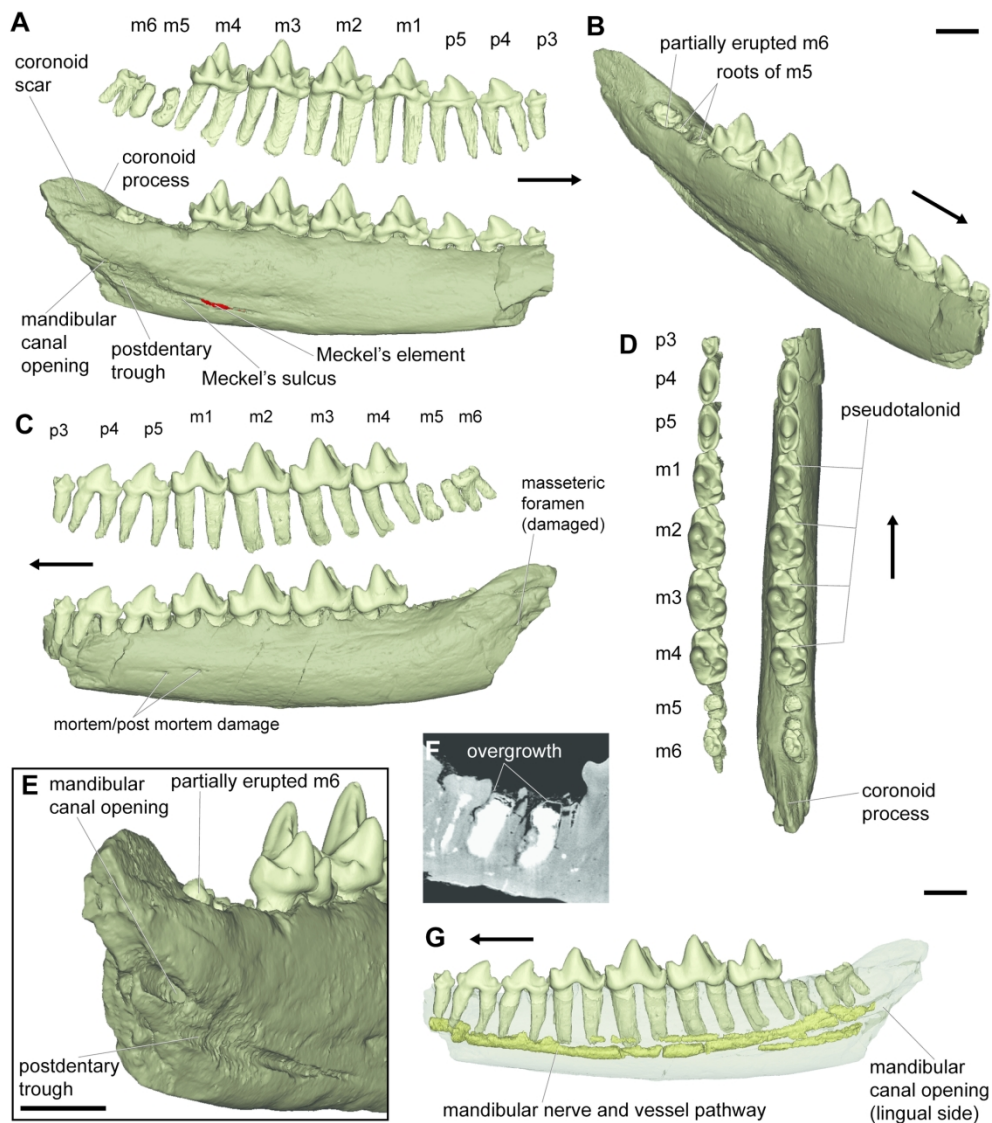 A
m6 m5 m4 m3 m2 m1 p5 p4 p3
coronoid
scar
coronoid
process
mandibular
canal
opening
postdentary
trough
Meckel's sulcus
Meckel's element
B
partially erupted m6
roots of m5
C
p3 p4 p5 m1 m2 m3 m4 m5 m6
masseteric
foramen
(damaged)
mortem/post mortem damage
D
p3
p4
p5
m1
m2
m3
m4
m5
m6
pseudotalonid
coronoid
process
E
mandibular
canal opening
partially erupted m6
postdentary
trough
F
overgrowth
G
mandibular nerve and vessel pathway
mandibular
canal opening
(lingual side)